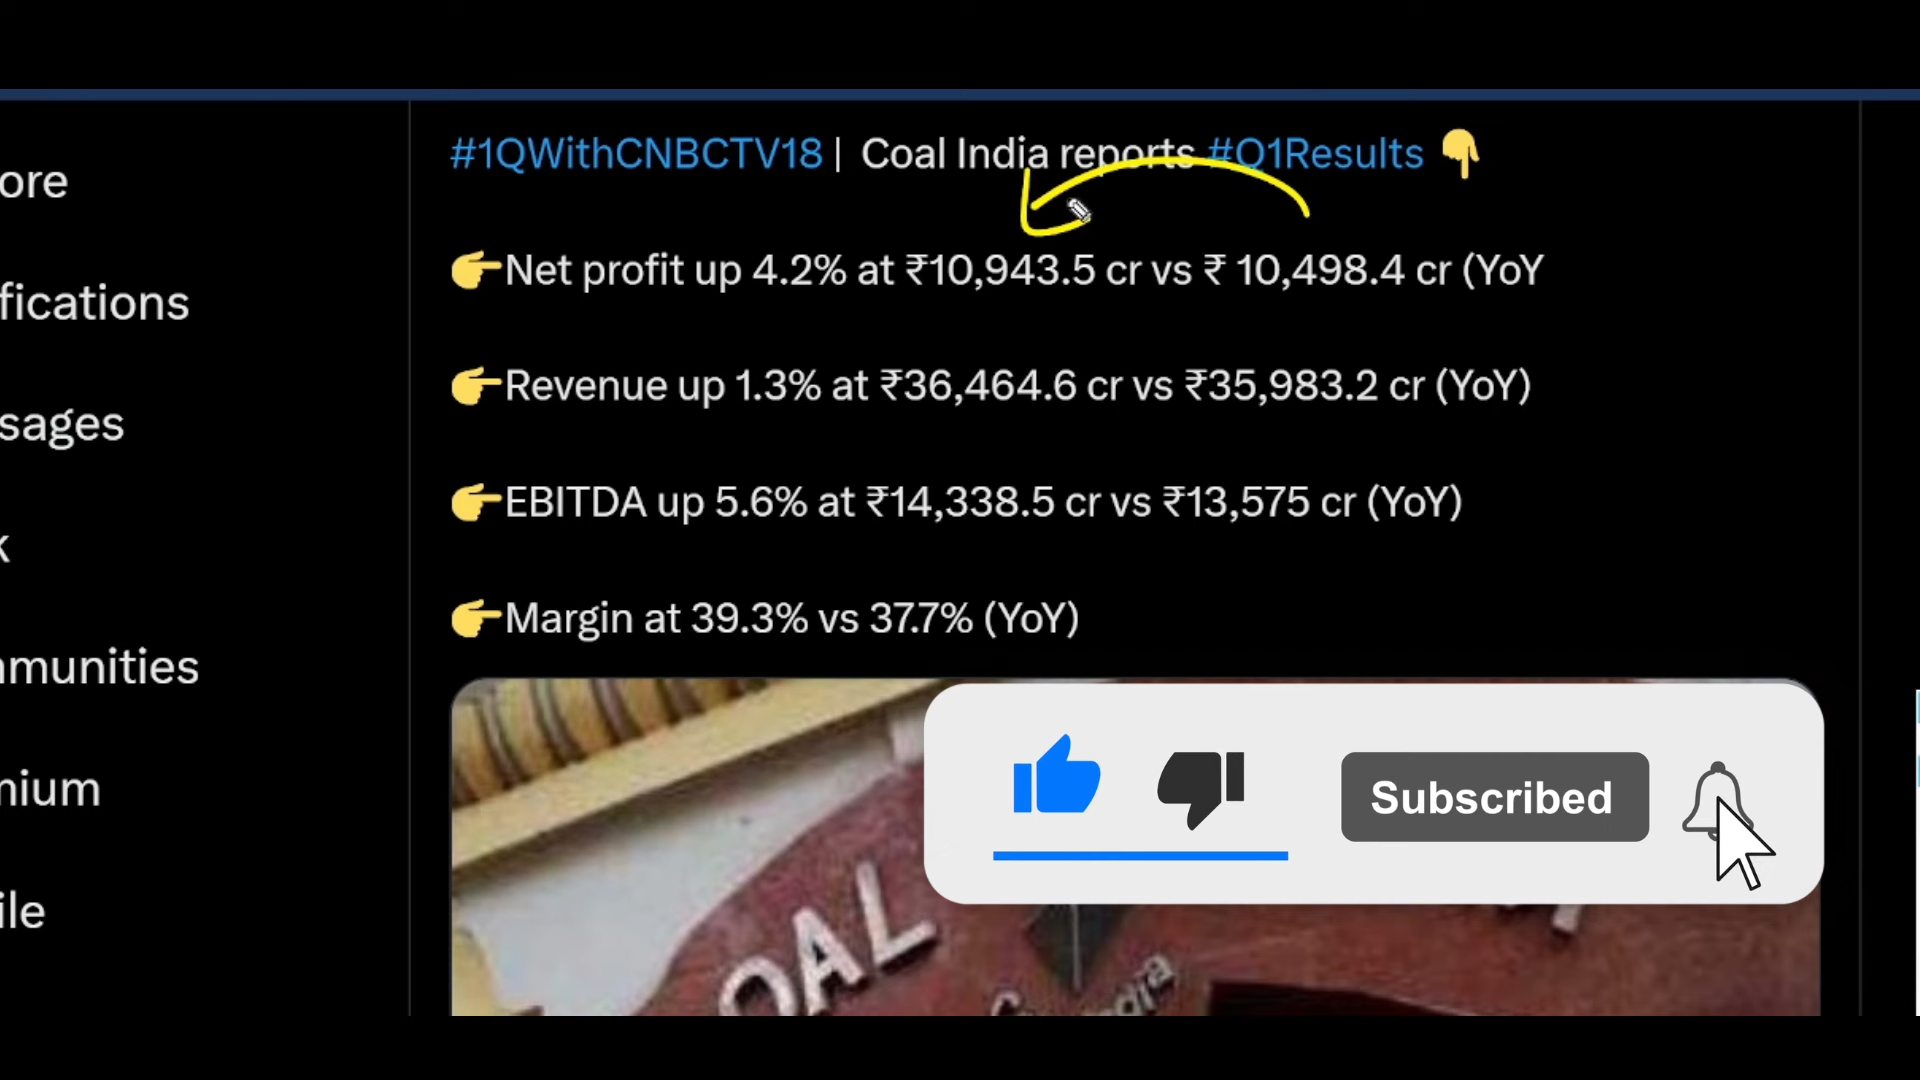 #1QWithCNBCTV18 | Coal India reports #Q1Results 👇
ore
fications
👉Net profit up 4.2% at ₹10,943.5 cr vs ₹ 10,498.4 cr (YoY
👉Revenue up 1.3% at ₹36,464.6 cr vs ₹35,983.2 cr (YoY)
sages
👉EBITDA up 5.6% at ₹14,338.5 cr vs ₹13,575 cr (YoY)
k
👉Margin at 39.3% vs 37.7% (YoY)
munities
mium
Subscribed
ile
OAL